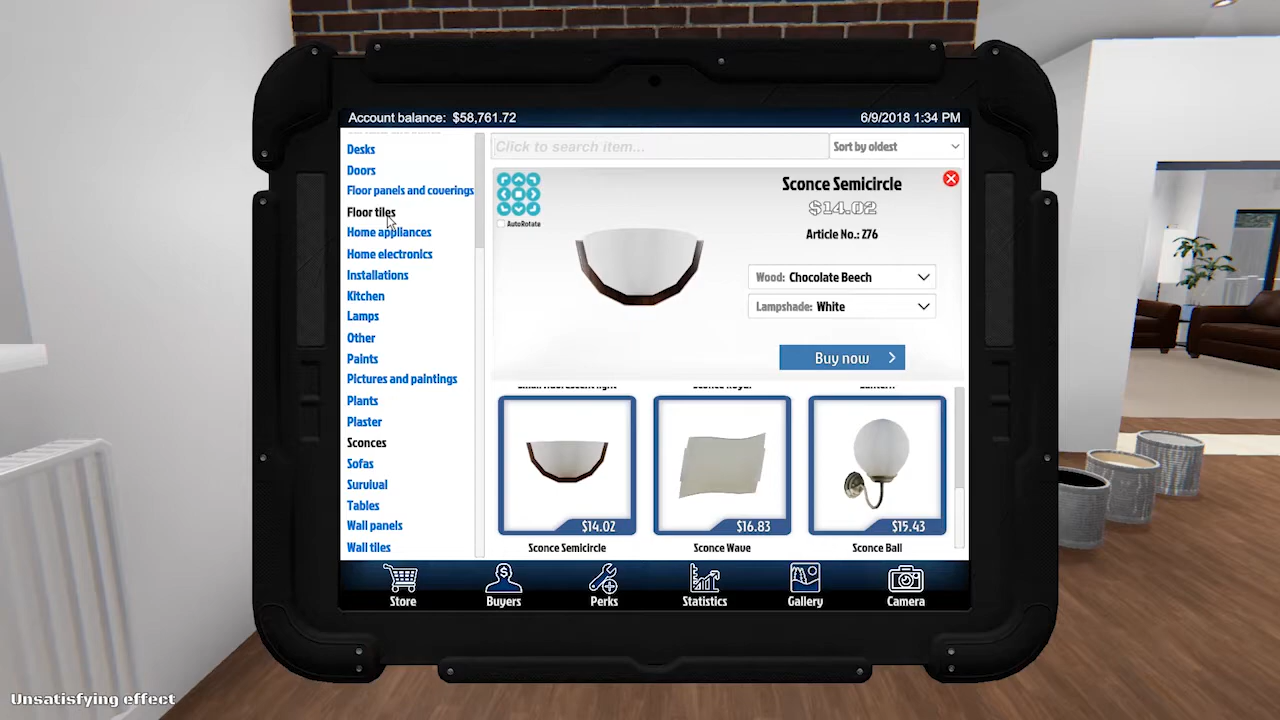 Account balance: $58,761.72
6/9/2018 1:34 PM
Desks
Doors
Floor panels and coverings
Floor tiles
Home appliances
Home electronics
Installations
Kitchen
Lamps
Other
Paints
Pictures and paintings
Plants
Plaster
Sconces
Sofas
Survival
Tables
Wall panels
Wall tiles
Click to search item...
Sort by oldest
AutoRotate
Sconce Semicircle
$14.02
Article No.: Z76
Wood: Chocolate Beech
Lampshade: White
Buy now
$14.02
$16.83
$15.43
Sconce Semicircle
Sconce Wave
Sconce Ball
Store
Buyers
Perks
Statistics
Gallery
Camera
Unsatisfying effect